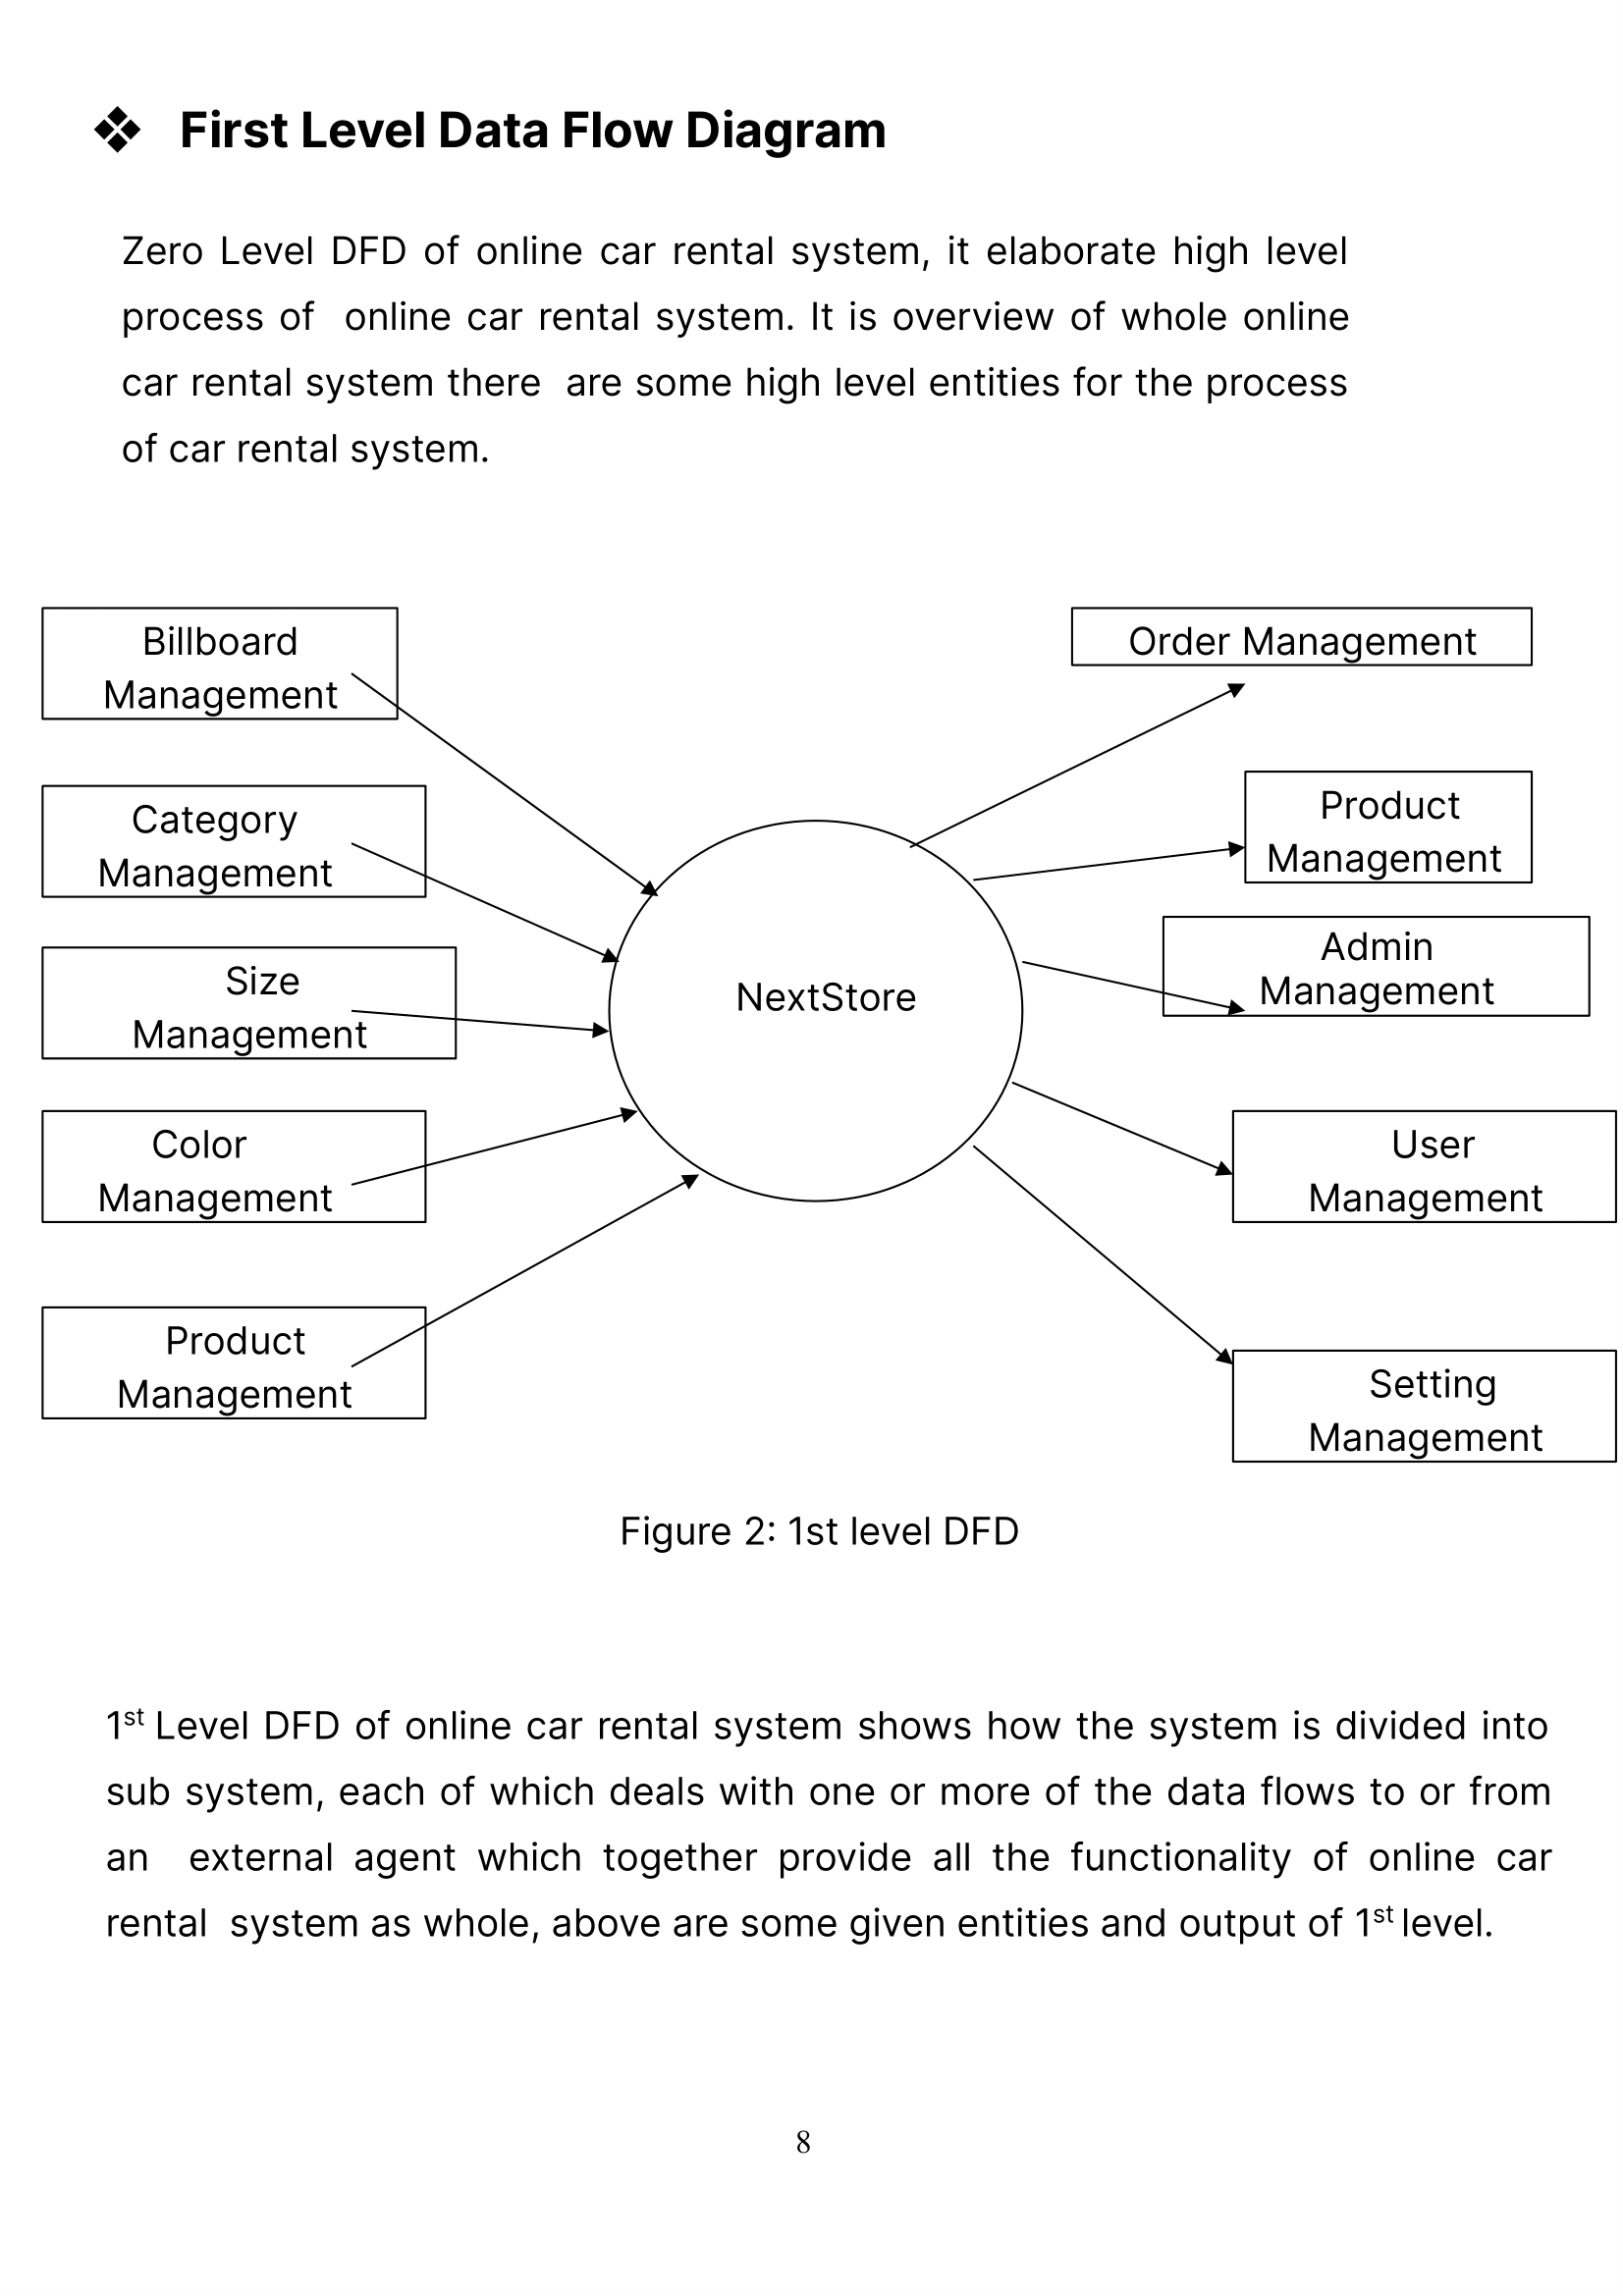 ❖ First Level Data Flow Diagram
Zero Level DFD of online car rental system, it elaborate high level
process of online car rental system. It is overview of whole online
car rental system there are some high level entities for the process
of car rental system.
Billboard
Management
Category
Management
Size
Management
Color
Management
Product
Management
NextStore
Order Management
Product
Management
Admin
Management
User
Management
Setting
Management
Figure 2: 1st level DFD
1st Level DFD of online car rental system shows how the system is divided into
sub system, each of which deals with one or more of the data flows to or from
an external agent which together provide all the functionality of online car
rental system as whole, above are some given entities and output of 1st level.
8